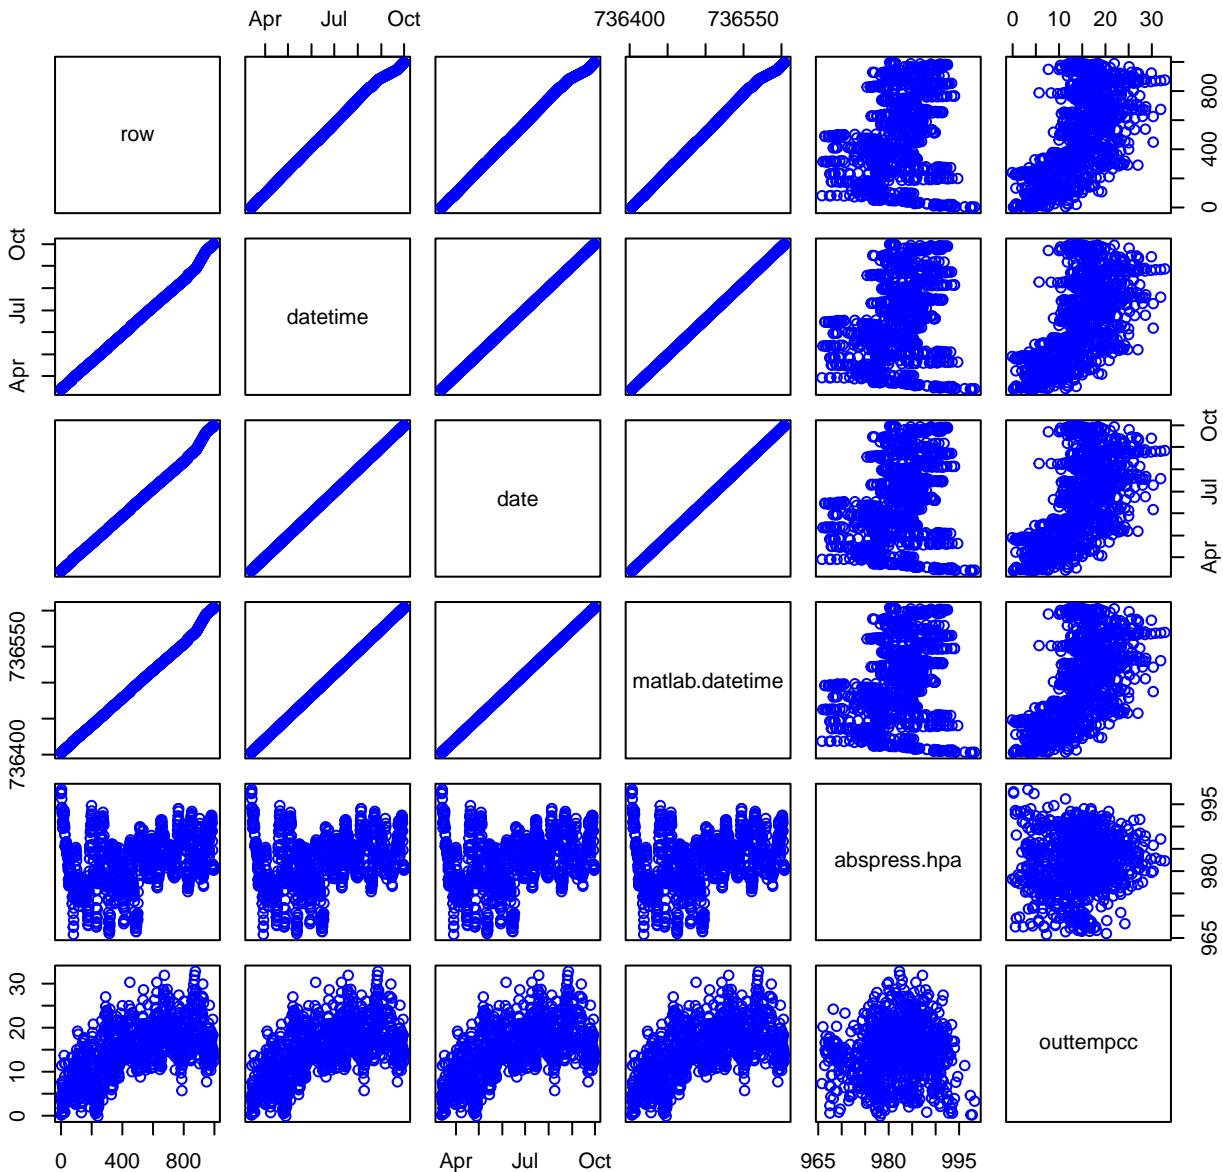 Apr Jul Oct 736400 736550 0 10 20 30
row 0 400 800
Apr Jul Oct datetime
date Apr Jul Oct
736400 736550 matlab.datetime
abspress.hpa 965 980 995
0 10 20 30 outtempcc
0 400 800 Apr Jul Oct 965 980 995